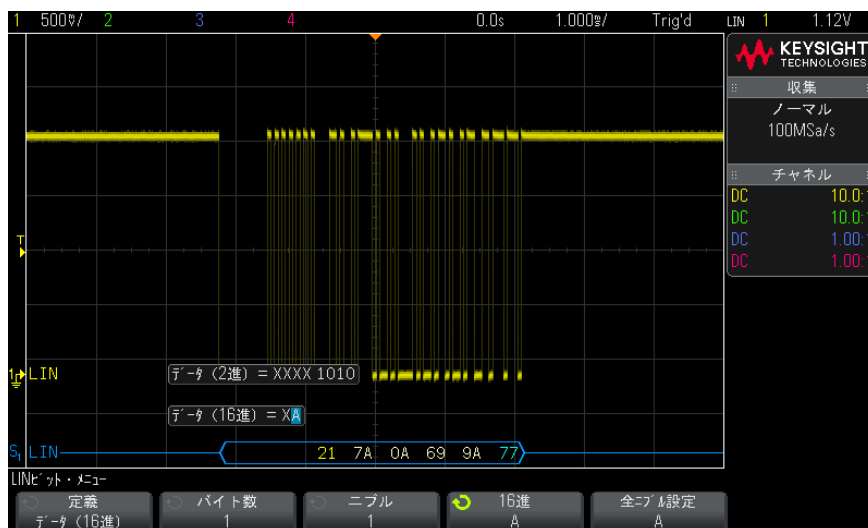 1 500㎷/ 2 3 4 0.0s 1.000㎳/ Trig'd LIN 1 1.12V
KEYSIGHT
TECHNOLOGIES
収集
ノーマル
100MSa/s
チャネル
DC 10.0:
DC 10.0:
DC 1.00:
DC 1.00:
T
1 LIN
ﾃﾞｰﾀ (2進) = XXXX 1010
ﾃﾞｰﾀ (16進) = XA
S1 LIN 21 7A 0A 69 9A 77
LINﾋﾞｯﾄ・ﾒﾆｭｰ
定義 バイト数 ニブル 16進 全ﾆﾌﾞﾙ設定
ﾃﾞｰﾀ (16進) 1 1 A A